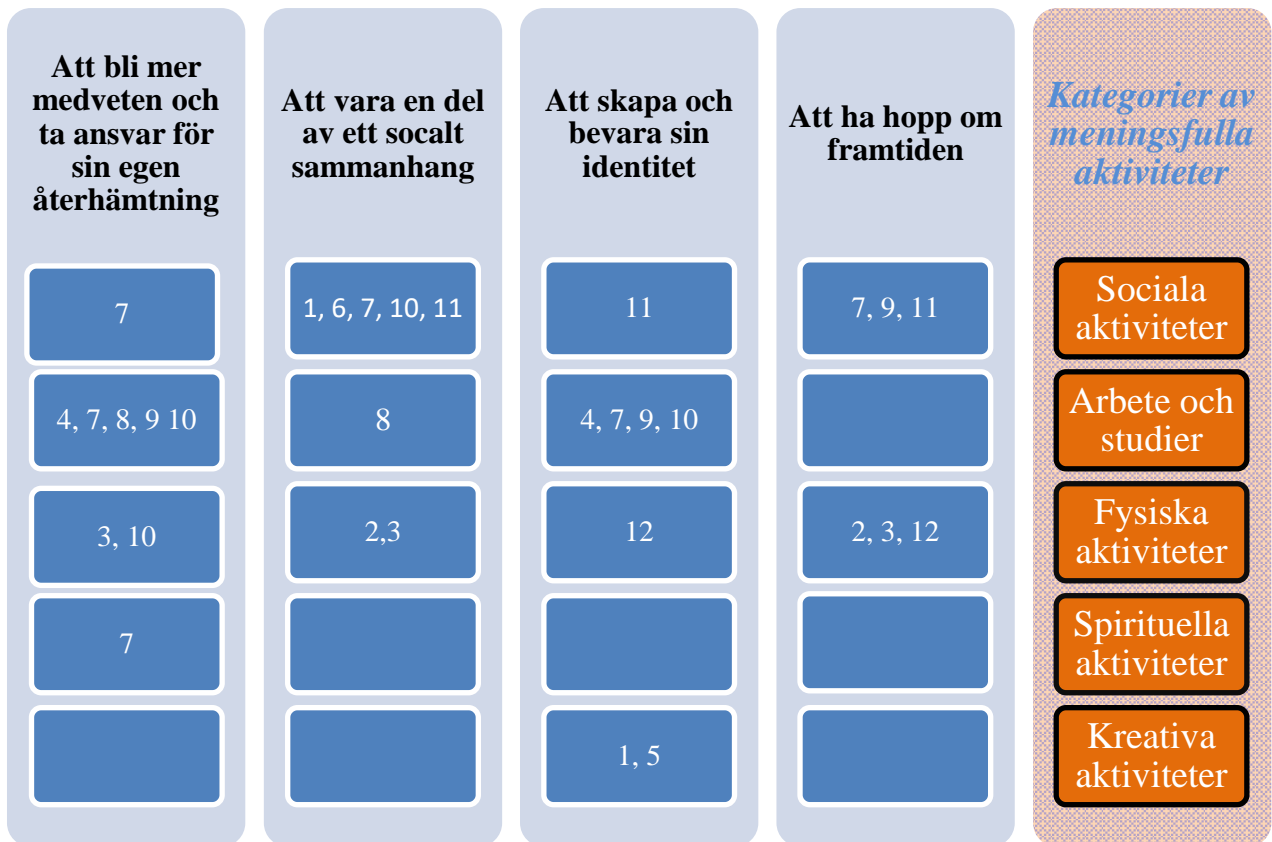 Att bli mer
medveten och
ta ansvar för
sin egen
återhämtning
Att vara en del
av ett socalt
sammanhang
Att skapa och
bevara sin
identitet
Att ha hopp om
framtiden
Kategorier av
meningsfulla
aktiviteter
7
1, 6, 7, 10, 11
11
7, 9, 11
Sociala
aktiviteter
4, 7, 8, 9 10
8
4, 7, 9, 10
Arbete och
studier
3, 10
2,3
12
2, 3, 12
Fysiska
aktiviteter
7
Spirituella
aktiviteter
1, 5
Kreativa
aktiviteter